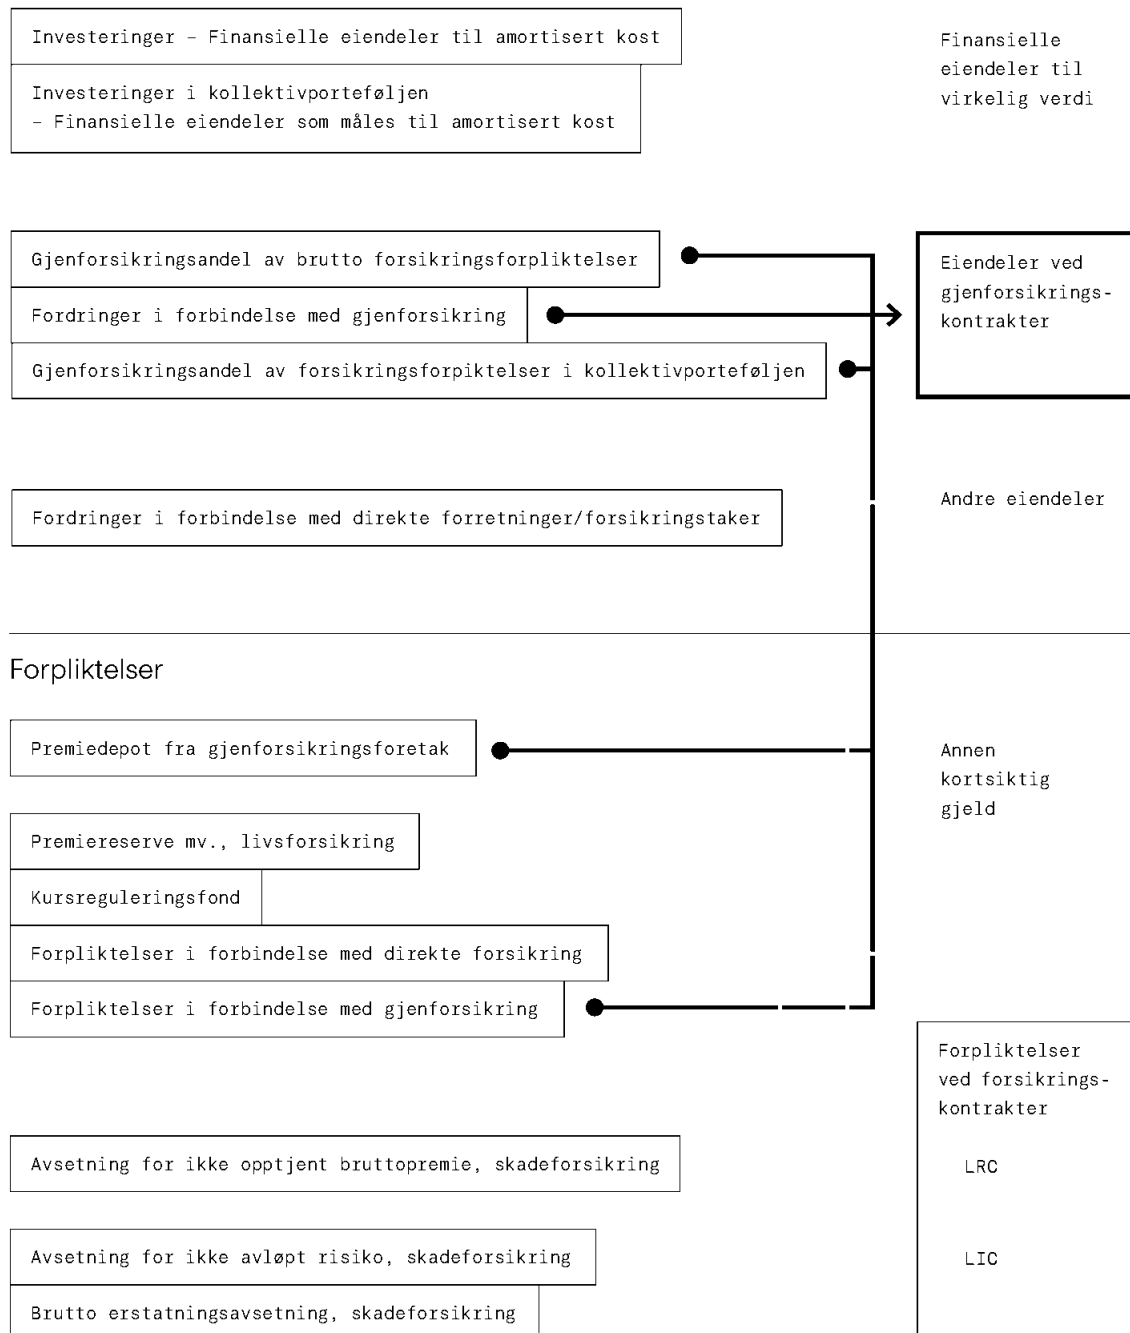 Investeringer – Finansielle eiendeler til amortisert kost
Investeringer i kollektivporteføljen
– Finansielle eiendeler som måles til amortisert kost
Finansielle
eiendeler til
virkelig verdi
Gjenforsikringsandel av brutto forsikringsforpliktelser
Fordringer i forbindelse med gjenforsikring
Gjenforsikringsandel av forsikringsforpiktelser i kollektivporteføljen
Eiendeler ved
gjenforsikrings-
kontrakter
Fordringer i forbindelse med direkte forretninger/forsikringstaker
Andre eiendeler
Forpliktelser
Premiedepot fra gjenforsikringsforetak
Annen
kortsiktig
gjeld
Premiereserve mv., livsforsikring
Kursreguleringsfond
Forpliktelser i forbindelse med direkte forsikring
Forpliktelser i forbindelse med gjenforsikring
Forpliktelser
ved forsikrings-
kontrakter
Avsetning for ikke opptjent bruttopremie, skadeforsikring
LRC
Avsetning for ikke avløpt risiko, skadeforsikring
LIC
Brutto erstatningsavsetning, skadeforsikring